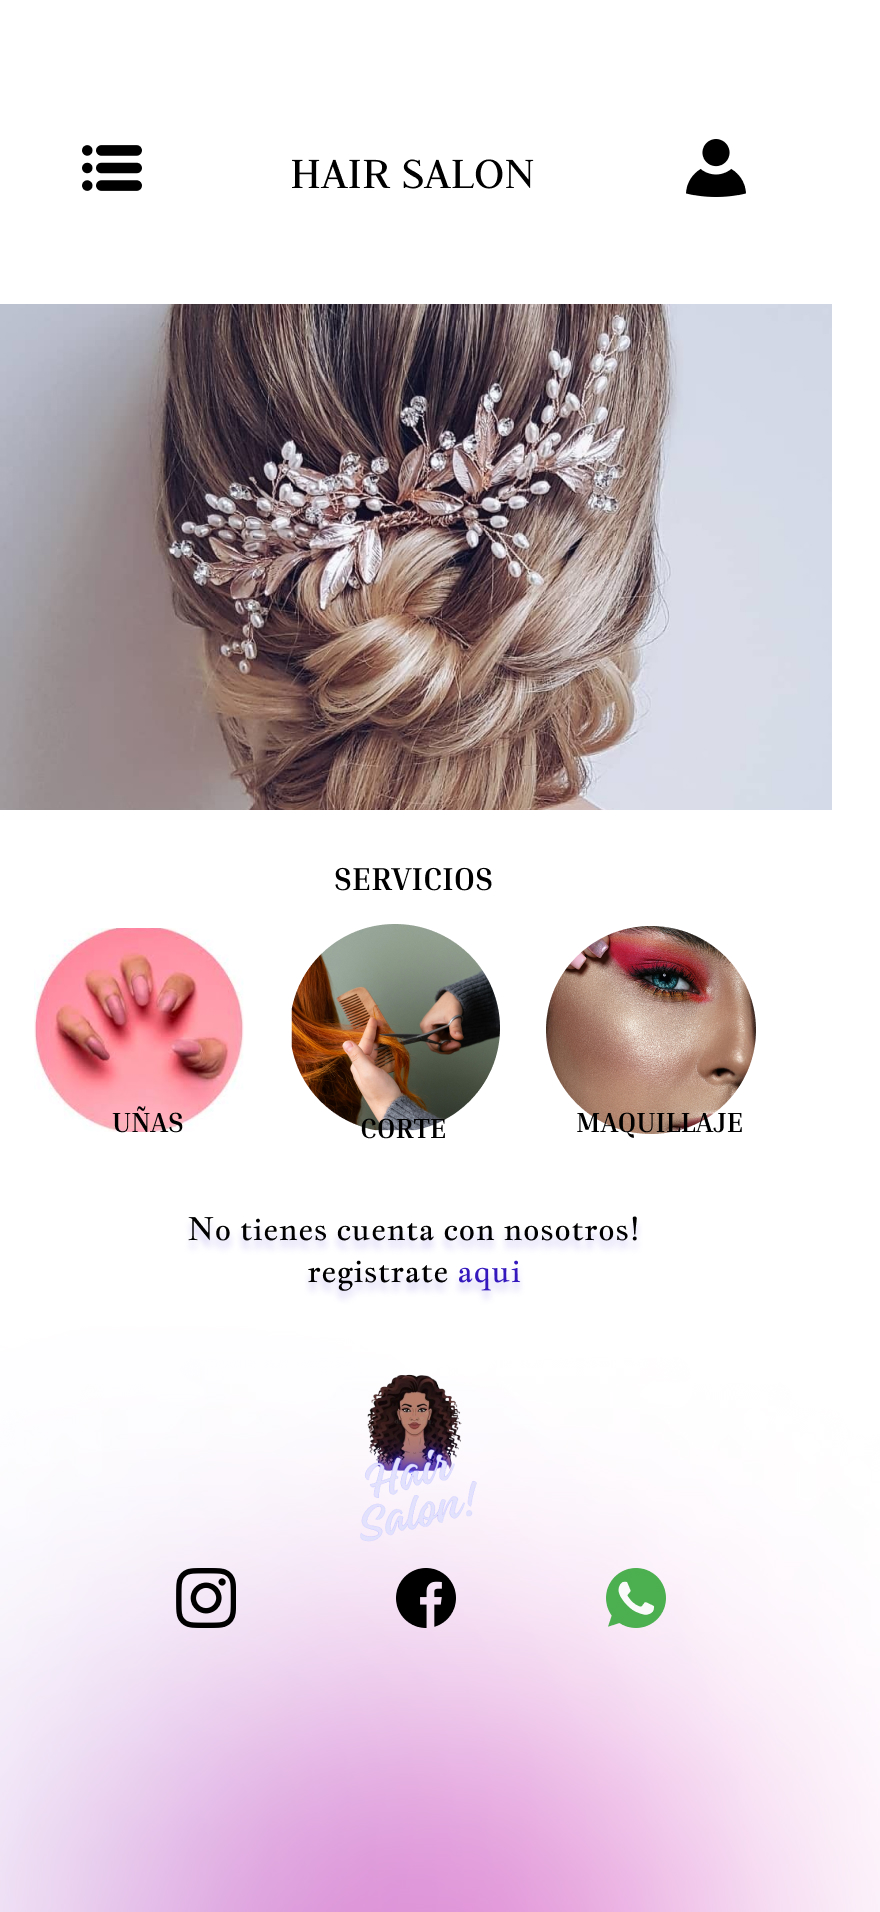 HAIR SALON
SERVICIOS
UÑAS
CORTE
MAQUILLAJE
No tienes cuenta con nosotros!
registrate aqui
Hair
Salon!